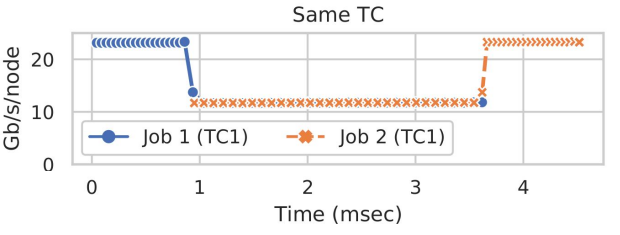 Same TC
Gb/s/node
20
10
0
Job 1 (TC1)
Job 2 (TC1)
0 1 2 3 4
Time (msec)